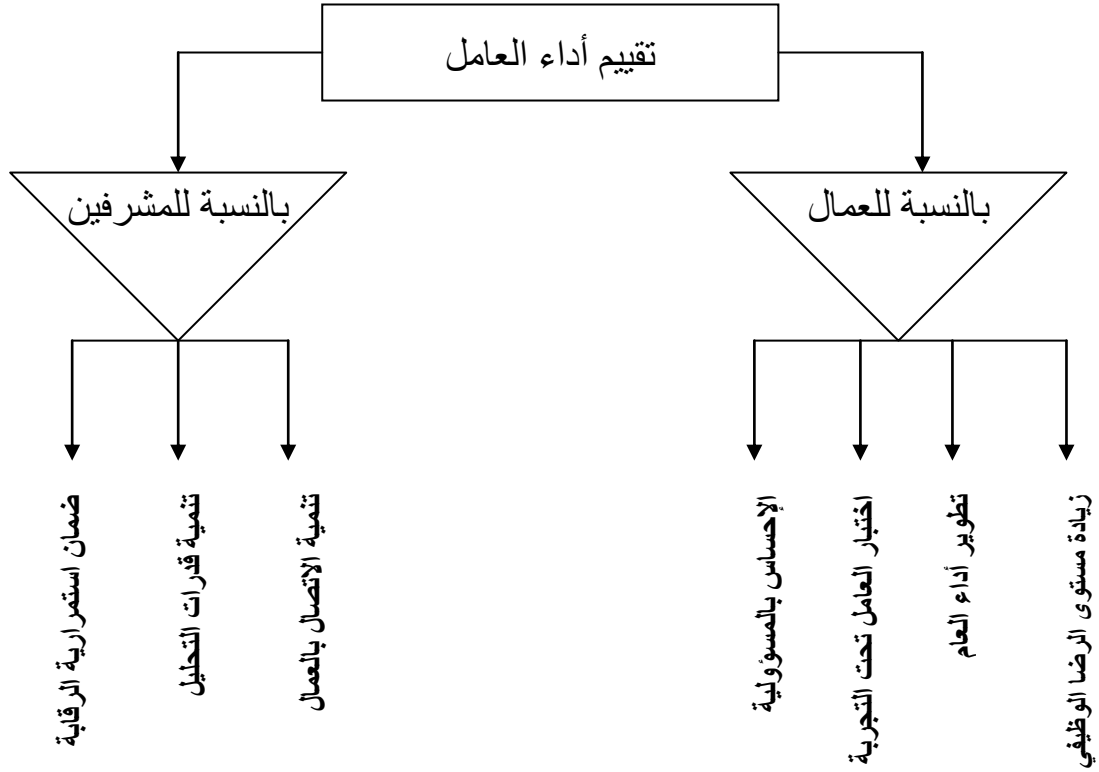 تقييم أداء العامل
بالنسبة للعمال
بالنسبة للمشرفين
زيادة مستوى الرضا الوظيفي
تطوير أداء العام
اختبار العامل تحت التجربة
الإحساس بالمسؤولية
تنمية الاتصال بالعمال
تنمية قدرات التحليل
ضمان استمرارية الرقابة